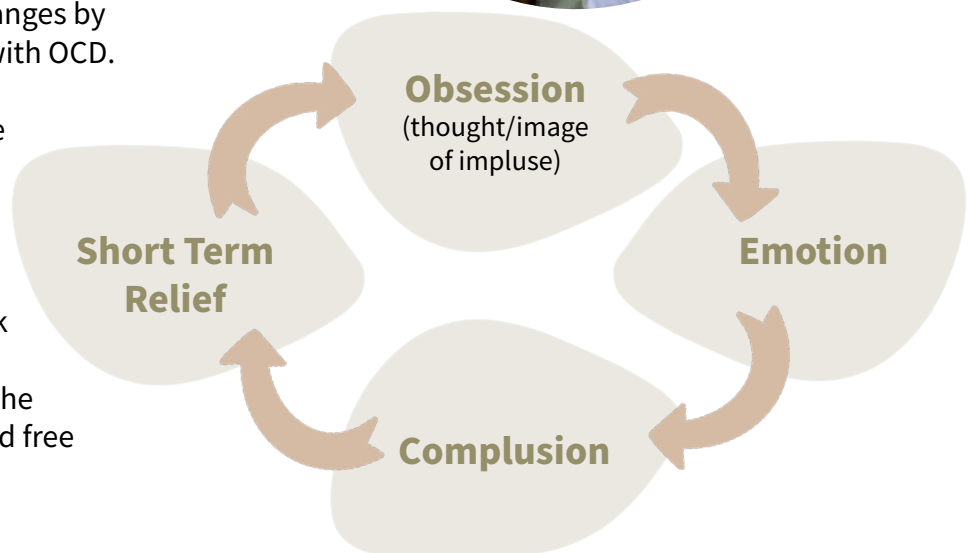 anges by
with OCD.
e
k
he
d free
Obsession
(thought/image
of impluse)
Emotion
Complusion
Short Term
Relief